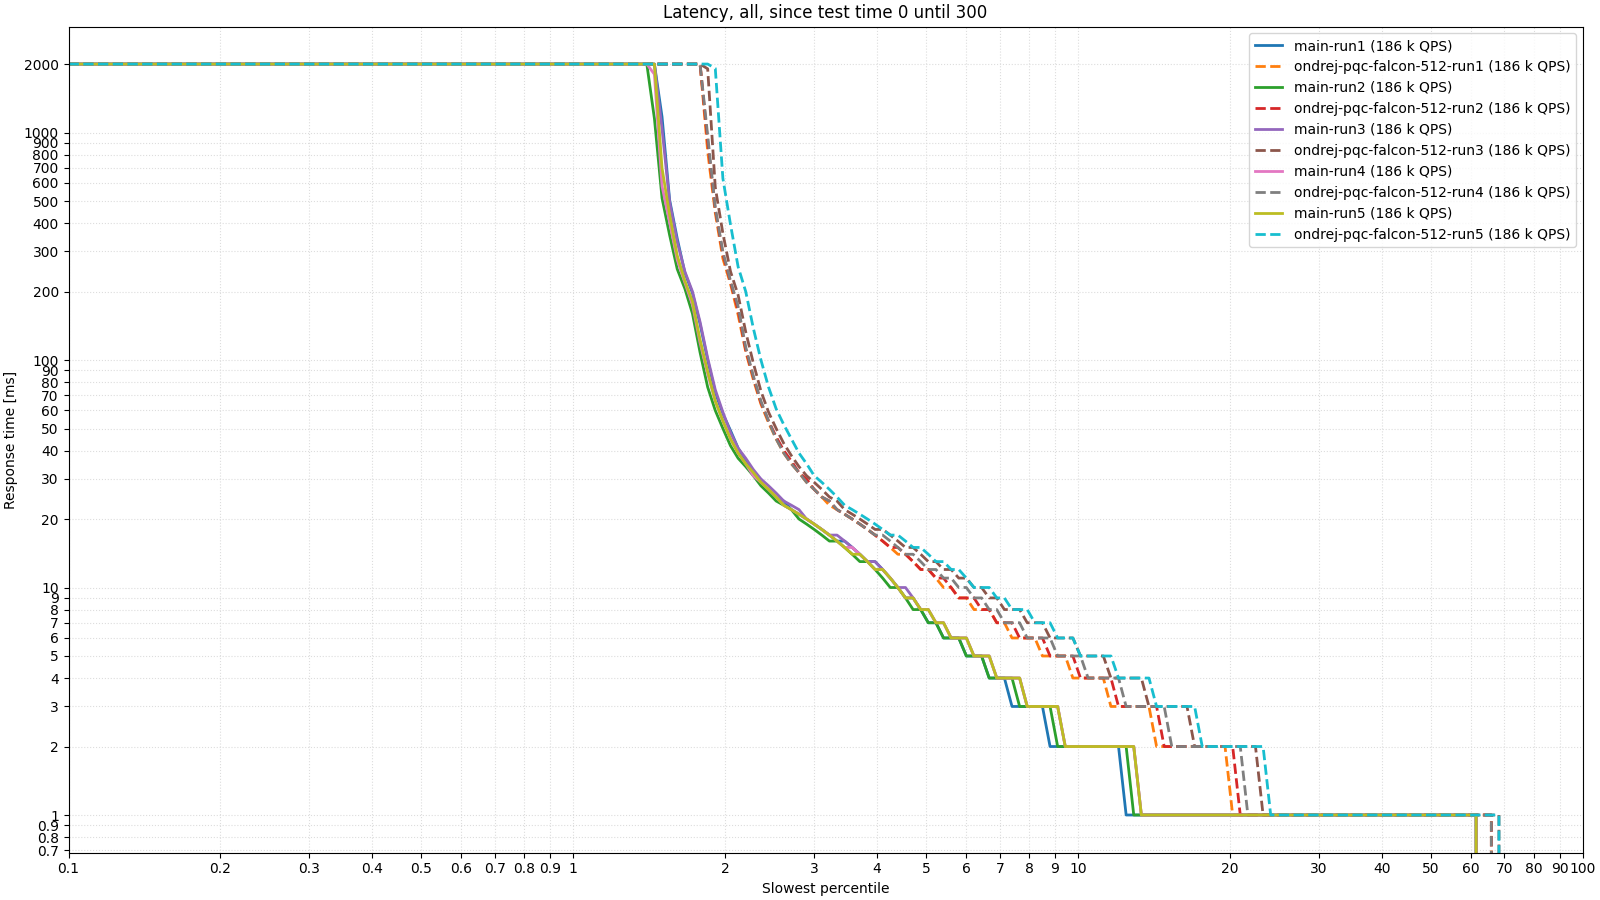 Latency, all, since test time 0 until 300
main-run1 (186 k QPS)
ondrej-pqc-falcon-512-run1 (186 k QPS)
main-run2 (186 k QPS)
ondrej-pqc-falcon-512-run2 (186 k QPS)
main-run3 (186 k QPS)
ondrej-pqc-falcon-512-run3 (186 k QPS)
main-run4 (186 k QPS)
ondrej-pqc-falcon-512-run4 (186 k QPS)
main-run5 (186 k QPS)
ondrej-pqc-falcon-512-run5 (186 k QPS)
Response time [ms]
2000
1000
900
800
700
600
500
400
300
200
100
90
80
70
60
50
40
30
20
10
9
8
7
6
5
4
3
2
1
0.9
0.8
0.7
0.1 0.2 0.3 0.4 0.5 0.6 0.7 0.8 0.9 1 2 3 4 5 6 7 8 9 10 20 30 40 50 60 70 80 90 100
Slowest percentile